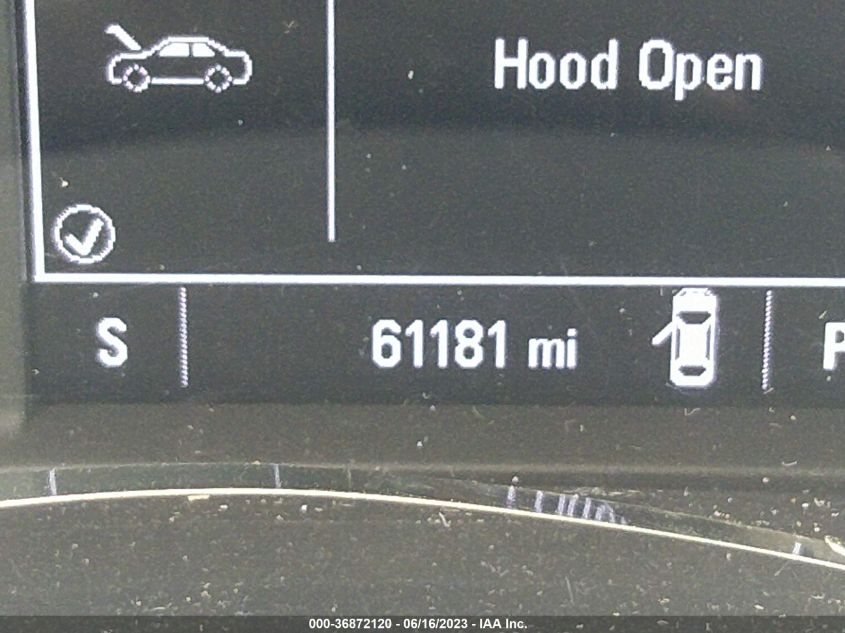 Hood Open
S 61181 mi P
000-36872120 - 06/16/2023 - IAA Inc.